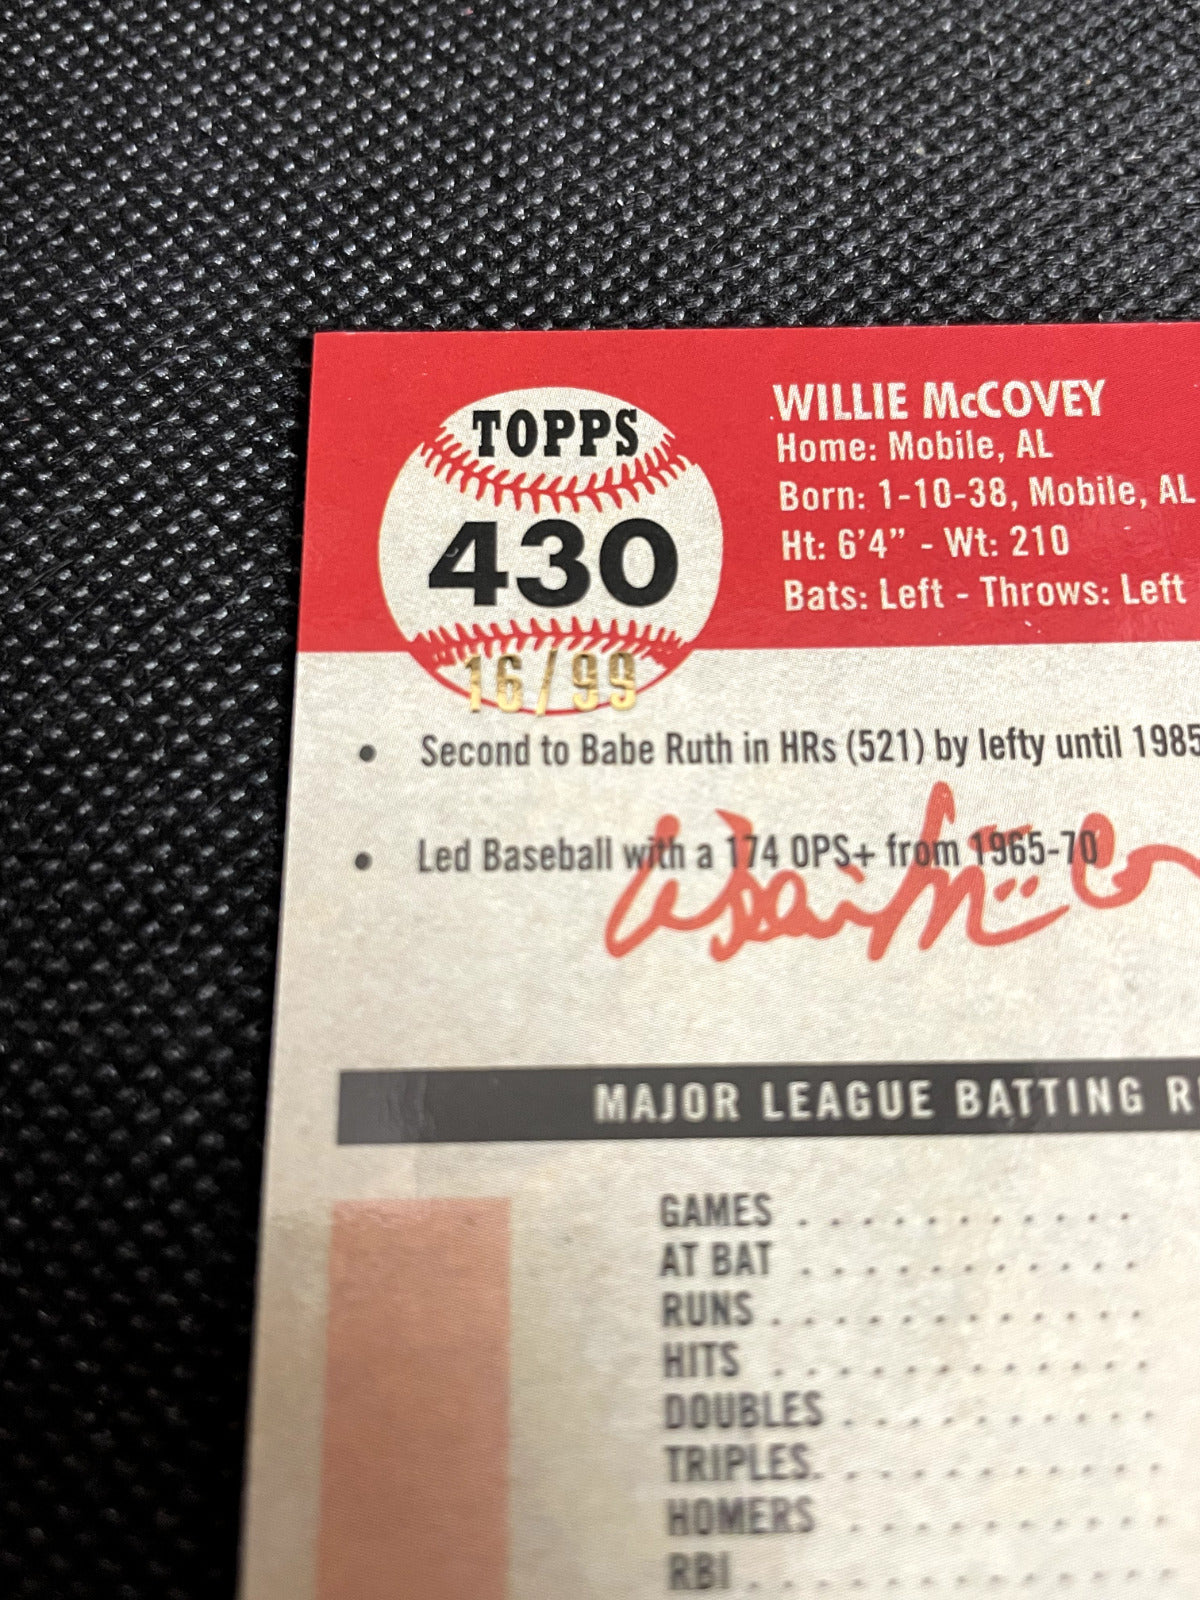 TOPPS
430
16/99
WILLIE McCOVEY
Home: Mobile, AL
Born: 1-10-38, Mobile, AL
Ht: 6'4" - Wt: 210
Bats: Left - Throws: Left
• Second to Babe Ruth in HRs (521) by lefty until 1985
• Led Baseball with a 174 OPS+ from 1965-70
MAJOR LEAGUE BATTING
GAMES . . . . . . . . . . . .
AT BAT . . . . . . . . . . . .
RUNS . . . . . . . . . . . .
HITS . . . . . . . . . . . .
DOUBLES . . . . . . . . . .
TRIPLES. . . . . . . . . . .
HOMERS . . . . . . . . . .
RBI . . . . . . . . . . . . .